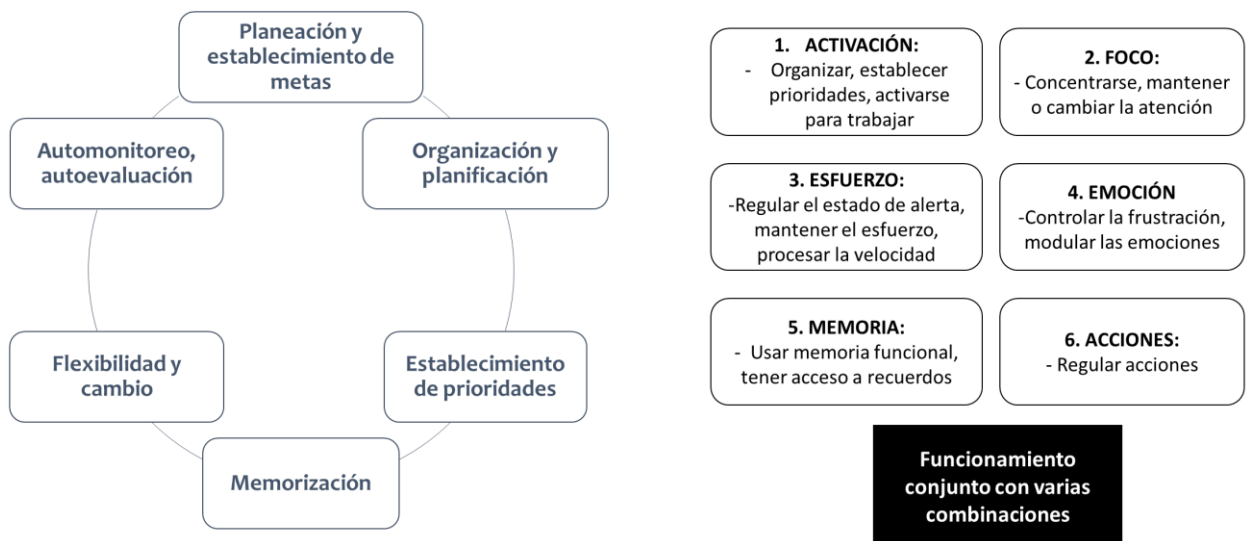 Planeación y
establecimiento de
metas
Organización y
planificación
Establecimiento
de prioridades
Memorización
Flexibilidad y
cambio
Automonitoreo,
autoevaluación
1. ACTIVACIÓN:
- Organizar, establecer
prioridades, activarse
para trabajar
2. FOCO:
- Concentrarse, mantener
o cambiar la atención
3. ESFUERZO:
-Regular el estado de alerta,
mantener el esfuerzo,
procesar la velocidad
4. EMOCIÓN
-Controlar la frustración,
modular las emociones
5. MEMORIA:
- Usar memoria funcional,
tener acceso a recuerdos
6. ACCIONES:
- Regular acciones
Funcionamiento
conjunto con varias
combinaciones